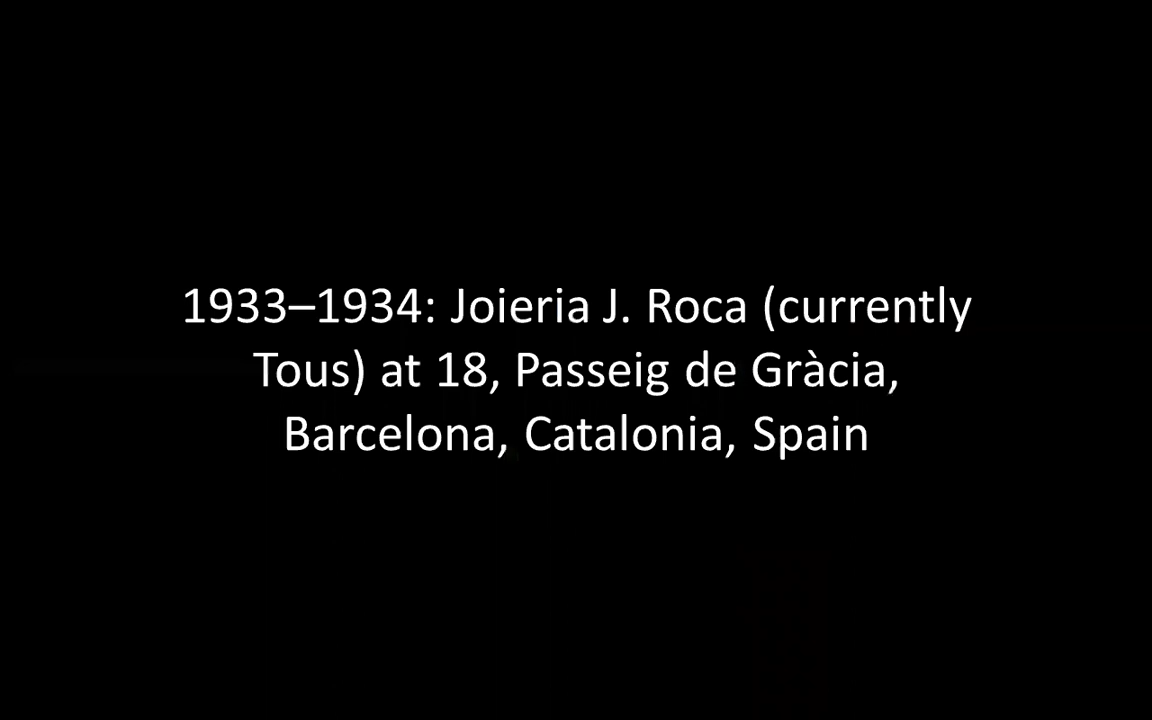 1933–1934: Joieria J. Roca (currently
Tous) at 18, Passeig de Gràcia,
Barcelona, Catalonia, Spain